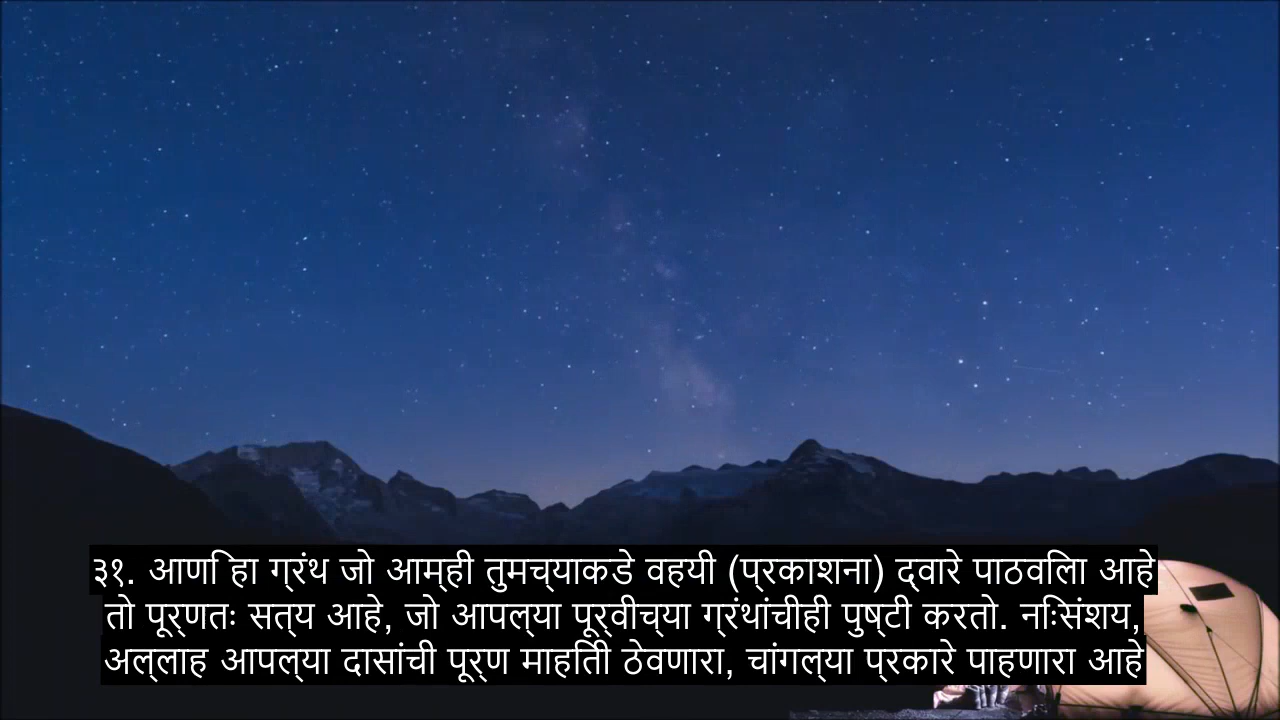 ३१. आणि हा ग्रंथ जो आम्ही तुमच्याकडे वहयी (प्रकाशना) द्वारे पाठविला आहे
तो पूर्णतः सत्य आहे, जो आपल्या पूर्वीच्या ग्रंथांचीही पुष्टी करतो. निःसंशय,
अल्लाह आपल्या दासांची पूर्ण माहिती ठेवणारा, चांगल्या प्रकारे पाहणारा आहे